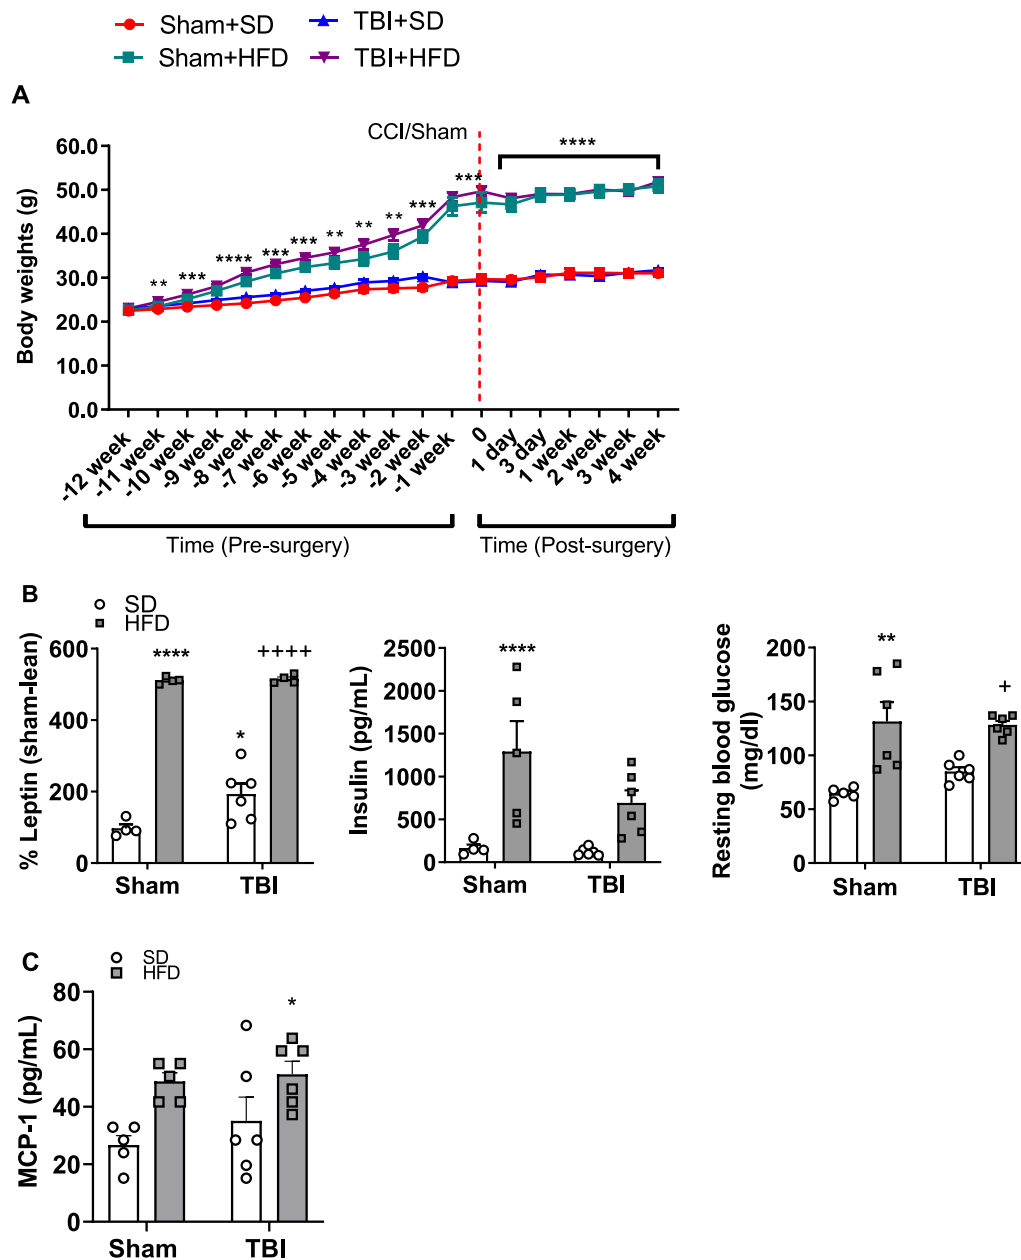 Sham+SD TBI+SD
Sham+HFD TBI+HFD
A
CCI/Sham
Body weights (g)
60.0
50.0
40.0
30.0
20.0
10.0
0.0
** *** **** *** *** ** ** ** *** *** ****
-12 week -11 week -10 week -9 week -8 week -7 week -6 week -5 week -4 week -3 week -2 week -1 week 0 1 day 3 day 1 week 2 week 3 week 4 week
Time (Pre-surgery) Time (Post-surgery)
B
SD
HFD
% Leptin (sham-lean)
600
400
200
0
**** * ++++
Sham TBI
Insulin (pg/mL)
2500
2000
1500
1000
500
0
****
Sham TBI
Resting blood glucose
(mg/dl)
200
150
100
50
0
** +
Sham TBI
C
SD
HFD
MCP-1 (pg/mL)
80
60
40
20
0
*
Sham TBI